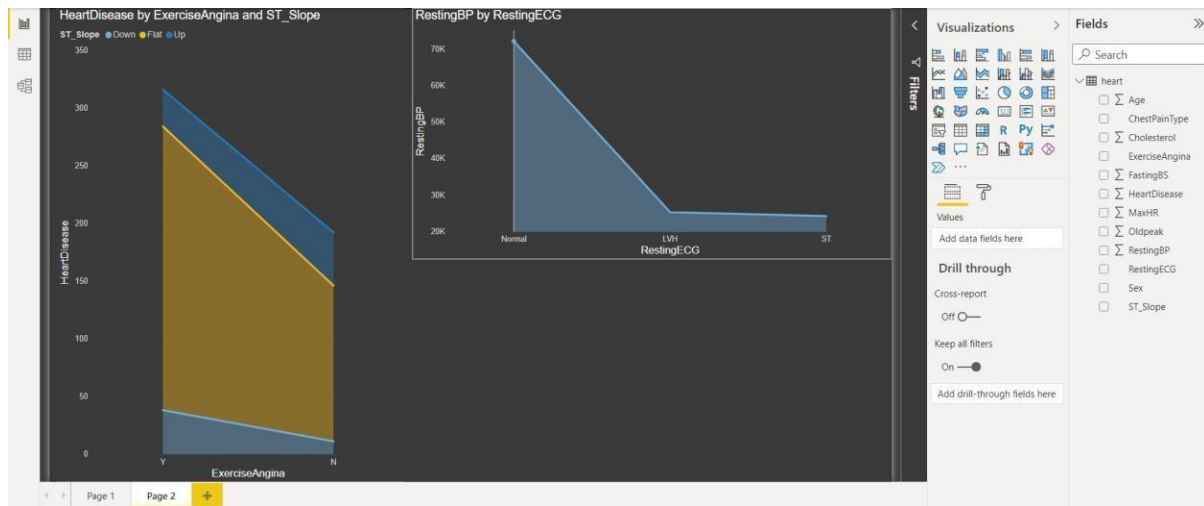 HeartDisease by ExerciseAngina and ST_Slope
ST_Slope Down Flat Up
350
300
250
200
150
100
50
0
HeartDisease
Y N
ExerciseAngina
RestingBP by RestingECG
70K
60K
50K
40K
30K
20K
RestingBP
Normal LVH ST
RestingECG
Filters
Visualizations
R Py
Values
Add data fields here
Drill through
Cross-report
Off
Keep all filters
On
Add drill-through fields here
Fields
Search
heart
Age
ChestPainType
Cholesterol
ExerciseAngina
FastingBS
HeartDisease
MaxHR
Oldpeak
RestingBP
RestingECG
Sex
ST_Slope
Page 1 Page 2